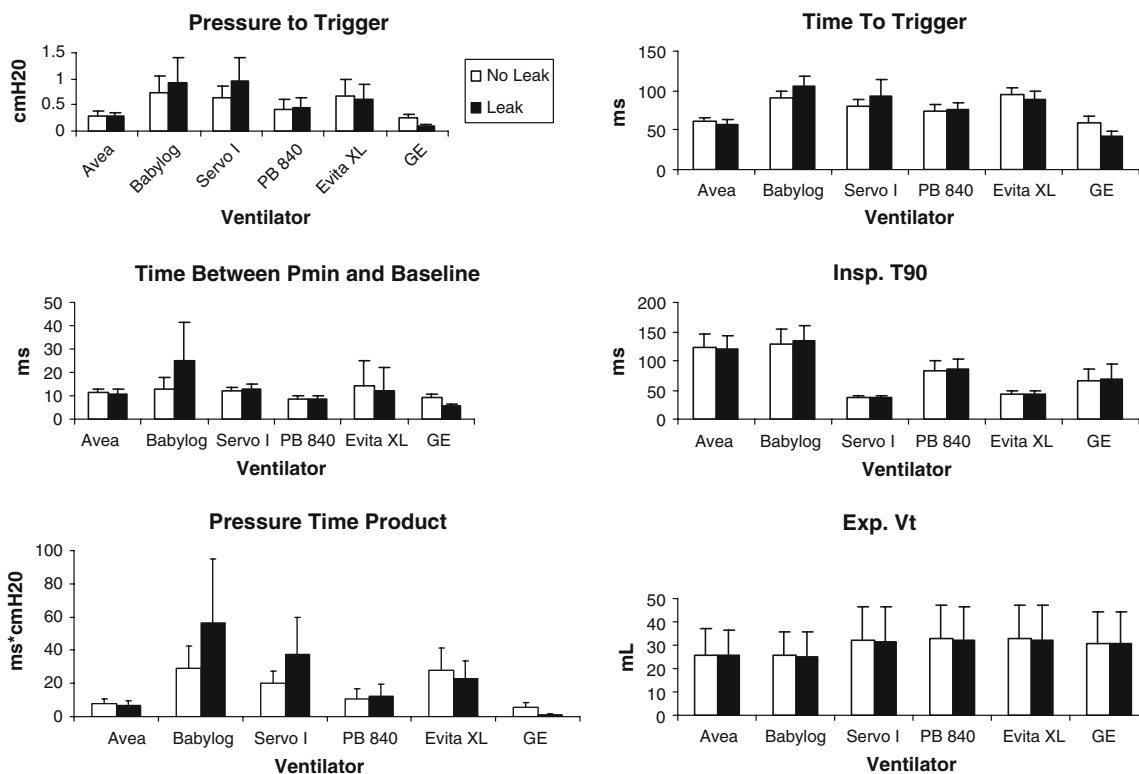 Pressure to Trigger
cmH20
1.5
1
0.5
0
No Leak
Leak
Avea
Babylog
Servo I
PB 840
Evita XL
GE
Ventilator
Time To Trigger
ms
150
100
50
0
Avea Babylog Servo I PB 840 Evita XL GE
Ventilator
Time Between Pmin and Baseline
ms
50
40
30
20
10
0
Avea Babylog Servo I PB 840 Evita XL GE
Ventilator
Insp. T90
ms
200
150
100
50
0
Avea Babylog Servo I PB 840 Evita XL GE
Ventilator
Pressure Time Product
ms*cmH20
100
80
60
40
20
0
Avea Babylog Servo I PB 840 Evita XL GE
Ventilator
Exp. Vt
mL
50
40
30
20
10
0
Avea Babylog Servo I PB 840 Evita XL GE
Ventilator